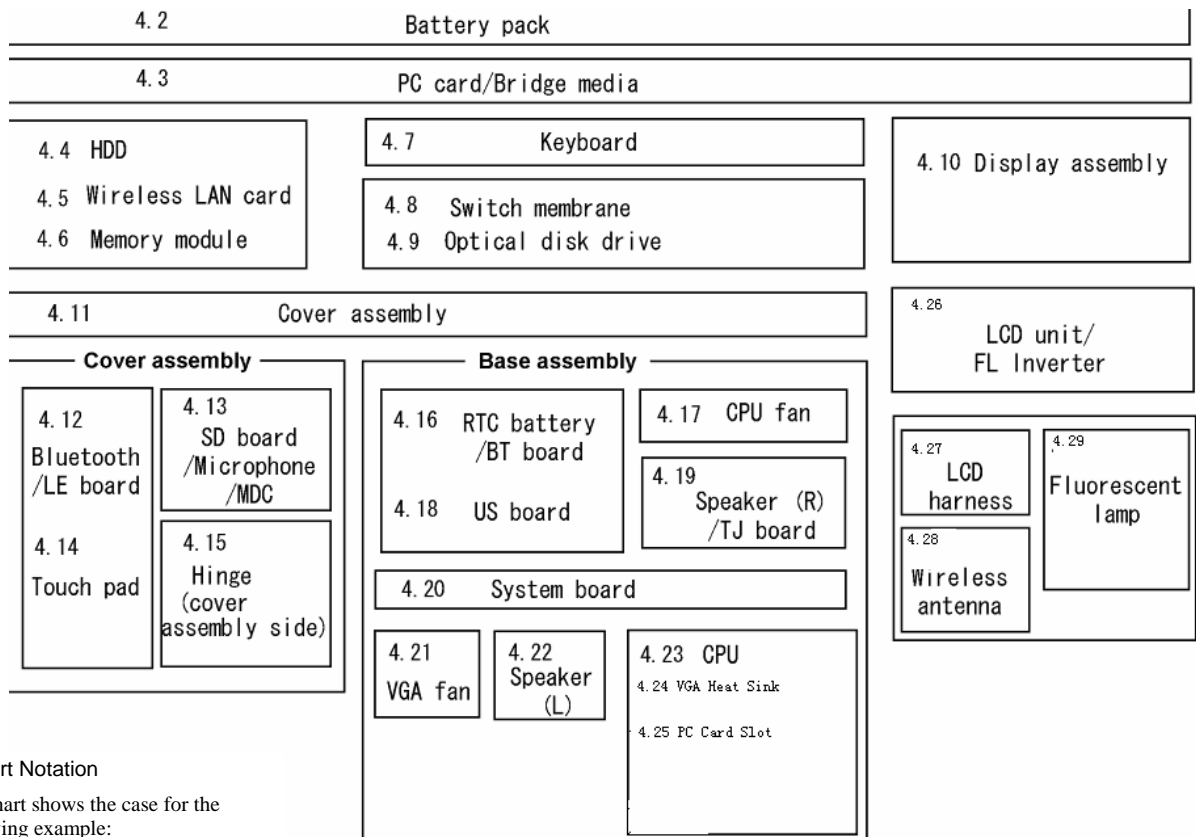 4.2 Battery pack
4.3 PC card/Bridge media
4.4 HDD
4.5 Wireless LAN card
4.6 Memory module
4.7 Keyboard
4.8 Switch membrane
4.9 Optical disk drive
4.10 Display assembly
4.11 Cover assembly
4.26
LCD unit/
FL Inverter
Cover assembly
4.12
Bluetooth
/LE board
4.14
Touch pad
4.13
SD board
/Microphone
/MDC
4.15
Hinge
(cover
assembly side)
Base assembly
4.16 RTC battery
/BT board
4.18 US board
4.17 CPU fan
4.19
Speaker (R)
/TJ board
4.20 System board
4.21
VGA fan
4.22
Speaker
(L)
4.23 CPU
4.24 VGA Heat Sink
4.25 PC Card Slot
4.27
LCD
harness
4.28
Wireless
antenna
4.29
Fluorescent
lamp
Notation
shows the case for the
example: